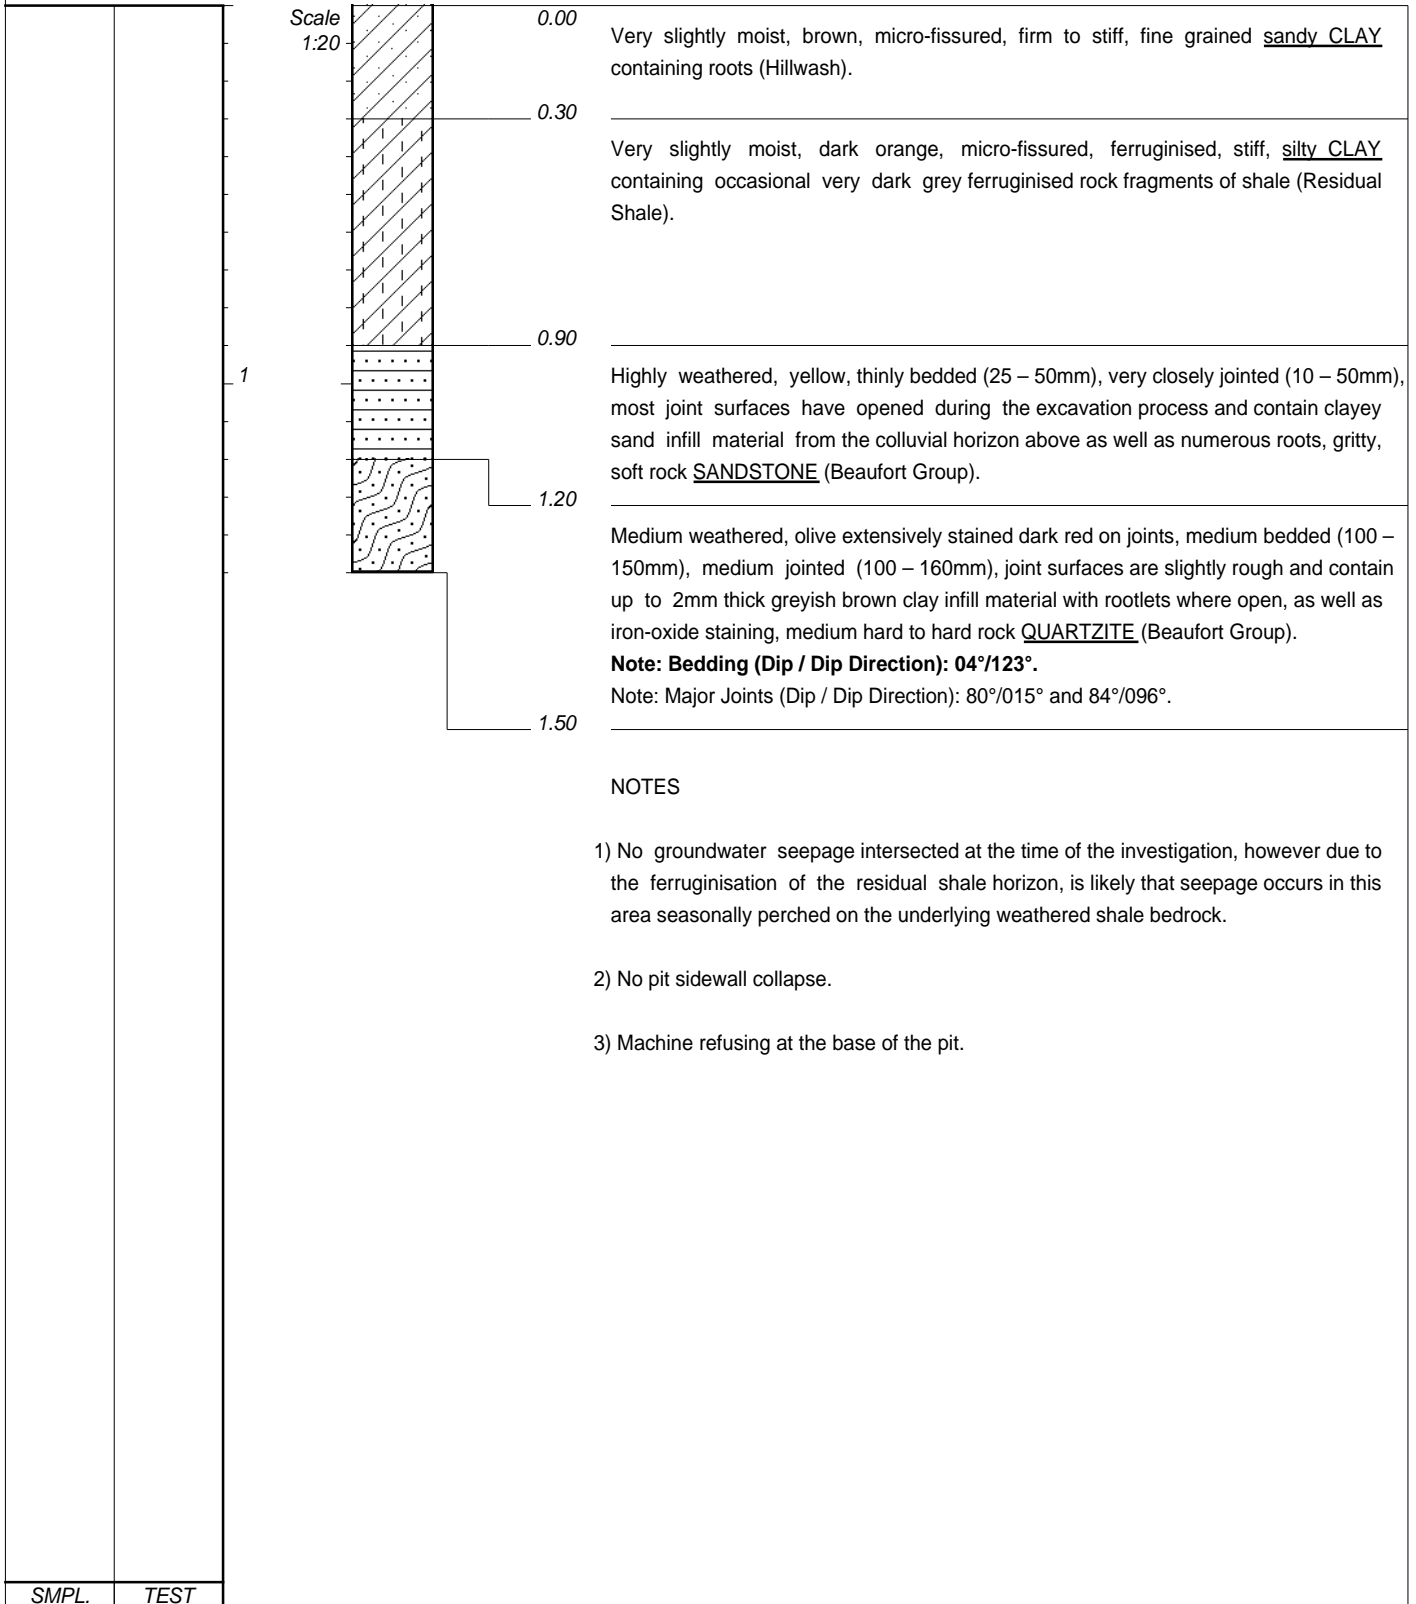 Scale
1:20
0.00
Very slightly moist, brown, micro-fissured, firm to stiff, fine grained sandy CLAY
containing roots (Hillwash).
0.30
Very slightly moist, dark orange, micro-fissured, ferruginised, stiff, silty CLAY
containing occasional very dark grey ferruginised rock fragments of shale (Residual
Shale).
0.90
1
Highly weathered, yellow, thinly bedded (25 – 50mm), very closely jointed (10 – 50mm),
most joint surfaces have opened during the excavation process and contain clayey
sand infill material from the colluvial horizon above as well as numerous roots, gritty,
soft rock SANDSTONE (Beaufort Group).
1.20
Medium weathered, olive extensively stained dark red on joints, medium bedded (100 –
150mm), medium jointed (100 – 160mm), joint surfaces are slightly rough and contain
up to 2mm thick greyish brown clay infill material with rootlets where open, as well as
iron-oxide staining, medium hard to hard rock QUARTZITE (Beaufort Group).
Note: Bedding (Dip / Dip Direction): 04°/123°.
Note: Major Joints (Dip / Dip Direction): 80°/015° and 84°/096°.
1.50
NOTES
1) No groundwater seepage intersected at the time of the investigation, however due to
the ferruginisation of the residual shale horizon, is likely that seepage occurs in this
area seasonally perched on the underlying weathered shale bedrock.
2) No pit sidewall collapse.
3) Machine refusing at the base of the pit.
SMPL. TEST